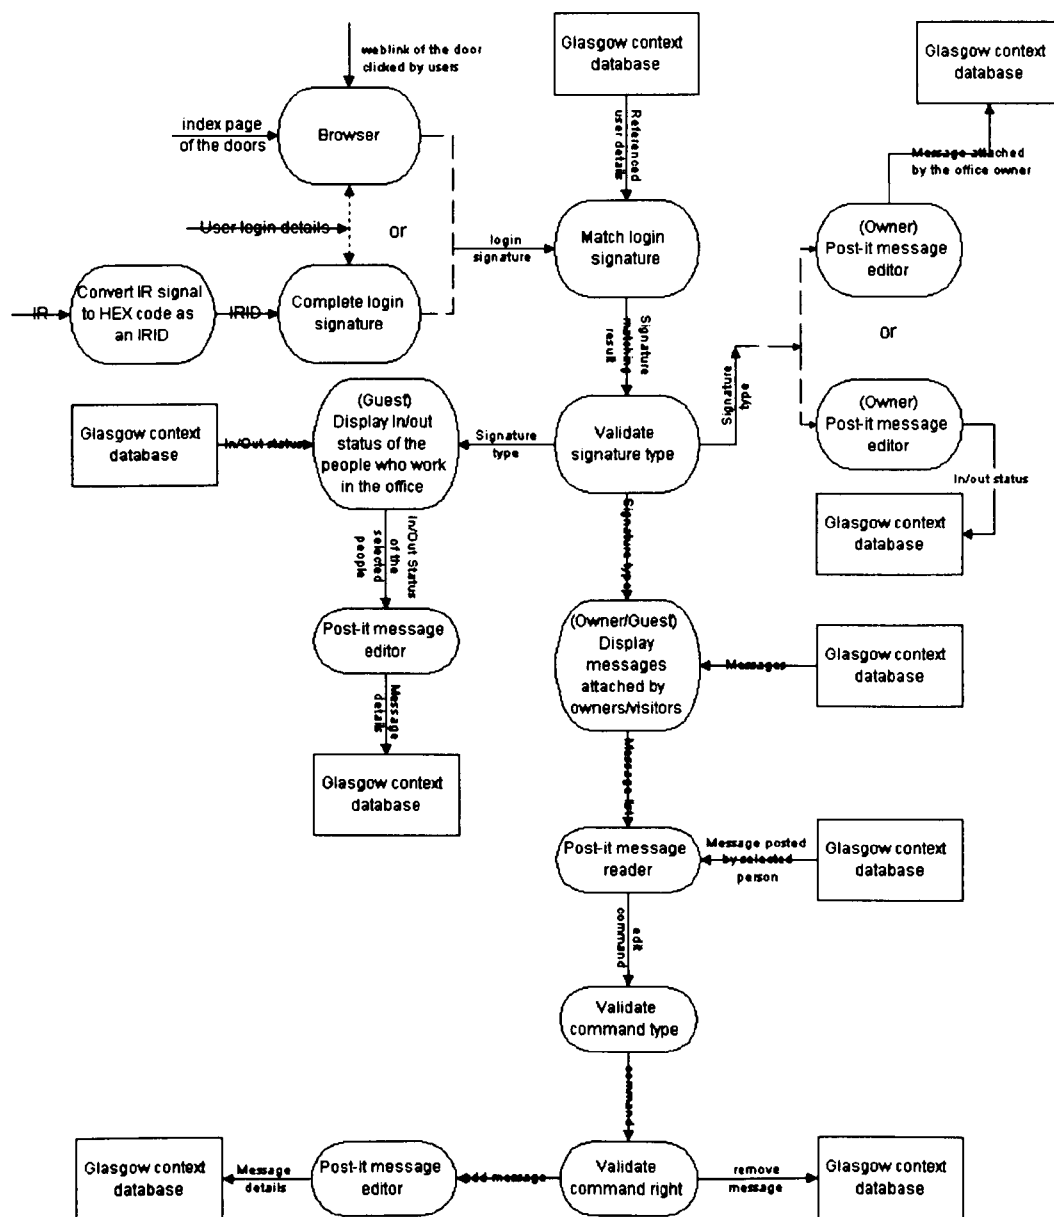 weblink of the door
clicked by users
Glasgow context
database
Glasgow context
database
index page
of the doors
Browser
Referenced
user details
Message attached
by the office owner
User login details
or
login
signature
Match login
signature
(Owner)
Post-it message
editor
IR
Convert IR signal
to HEX code as
an IRID
IRID
Complete login
signature
Signature
matching
result
or
Signature
type
(Guest)
Display In/out
status of the
people who work
in the office
(Owner)
Post-it message
editor
Glasgow context
database
In/Out status
Signature
type
Validate
signature type
In/out status
Glasgow context
database
In/Out Status
of the
selected
people
Signature type
Post-it message
editor
(Owner/Guest)
Display
messages
attached by
owners/visitors
Messages
Glasgow context
database
Message
details
Glasgow context
database
Message list
Post-it message
reader
Message posted
by selected
person
Glasgow context
database
edit
command
Validate
command type
command
Glasgow context
database
Message
details
Post-it message
editor
add message
Validate
command right
remove
message
Glasgow context
database